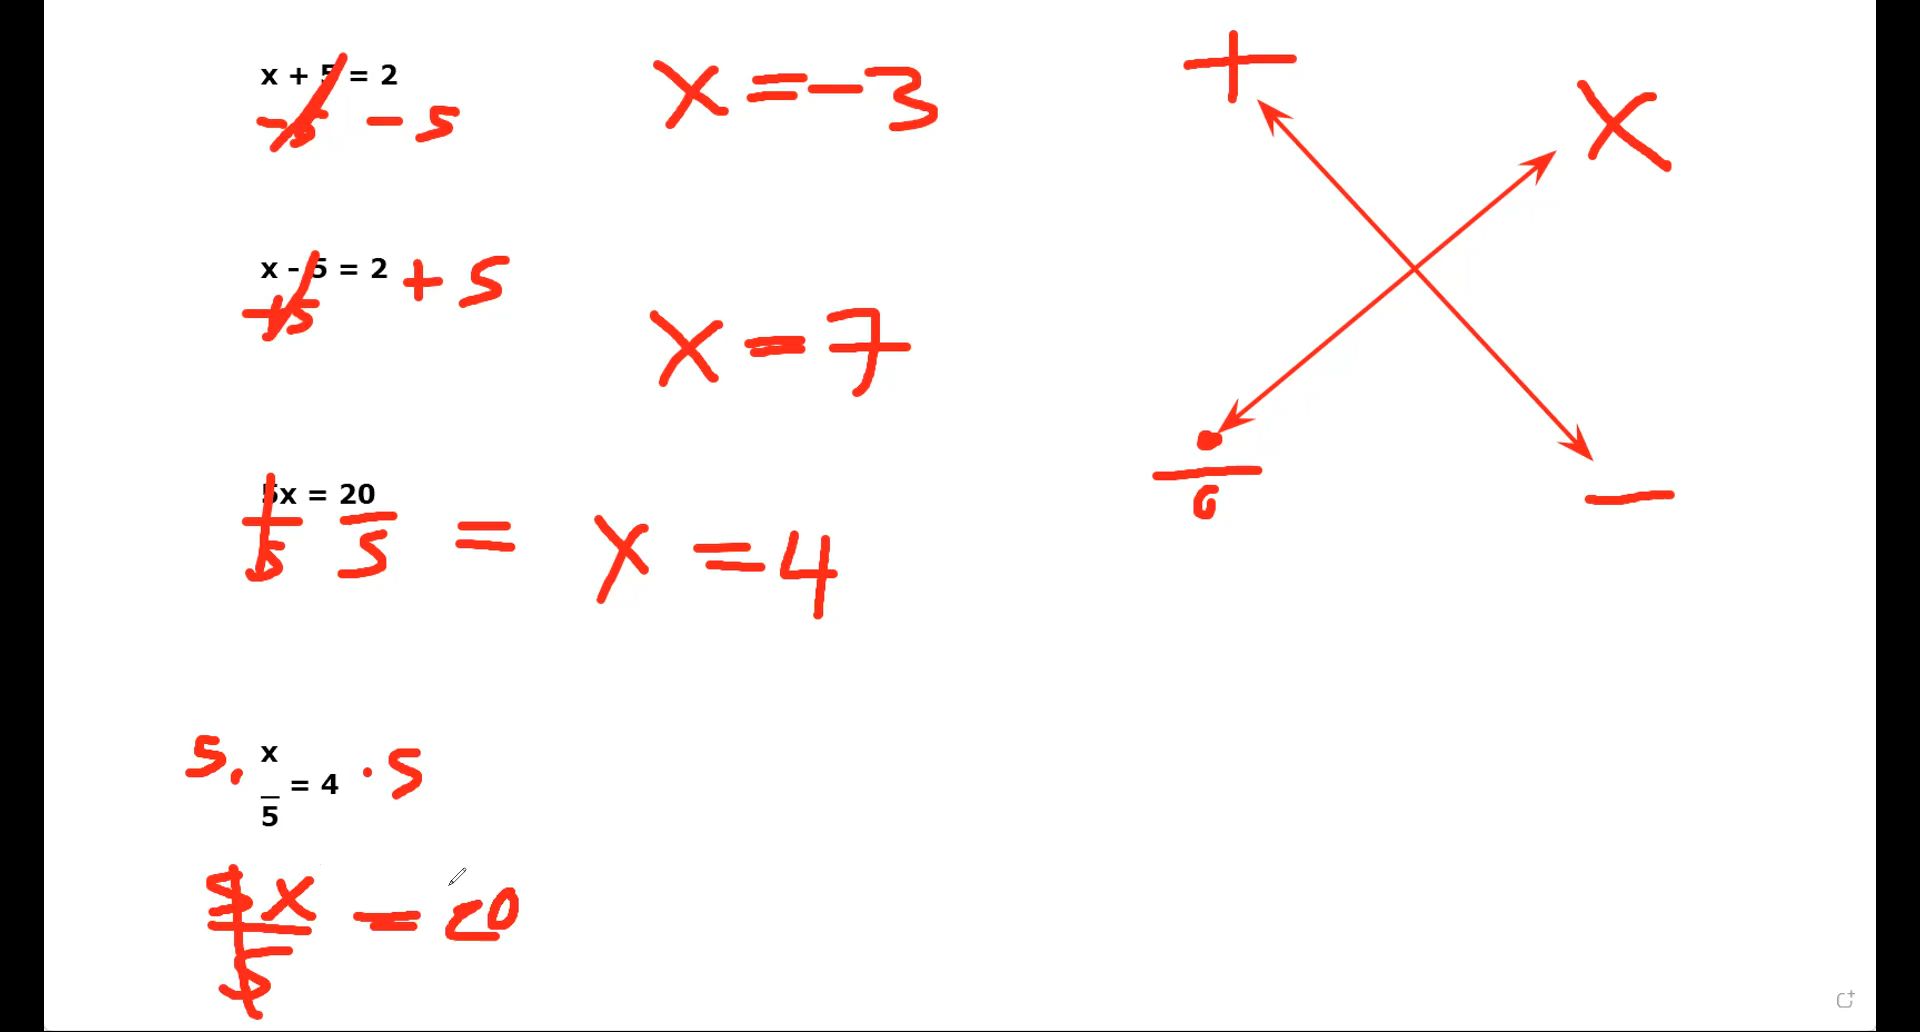 x + 5 = 2
-5 - 5
x = -3
x - 5 = 2 + 5
+5
x = 7
5x = 20
5 5 = x = 4
5 · x/5 = 4 · 5
5x/5 = 20
+
x
÷
-